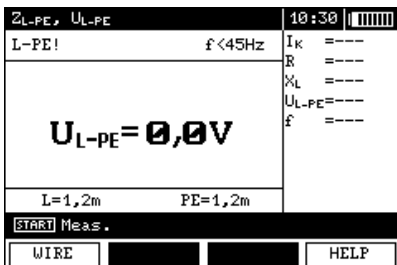 ZL-PE, UL-PE 10:30
L-PE! f<45Hz
IK =---
R =---
XL =---
UL-PE=---
f =---
UL-PE= 0,0V
L=1,2m PE=1,2m
START Meas.
WIRE HELP